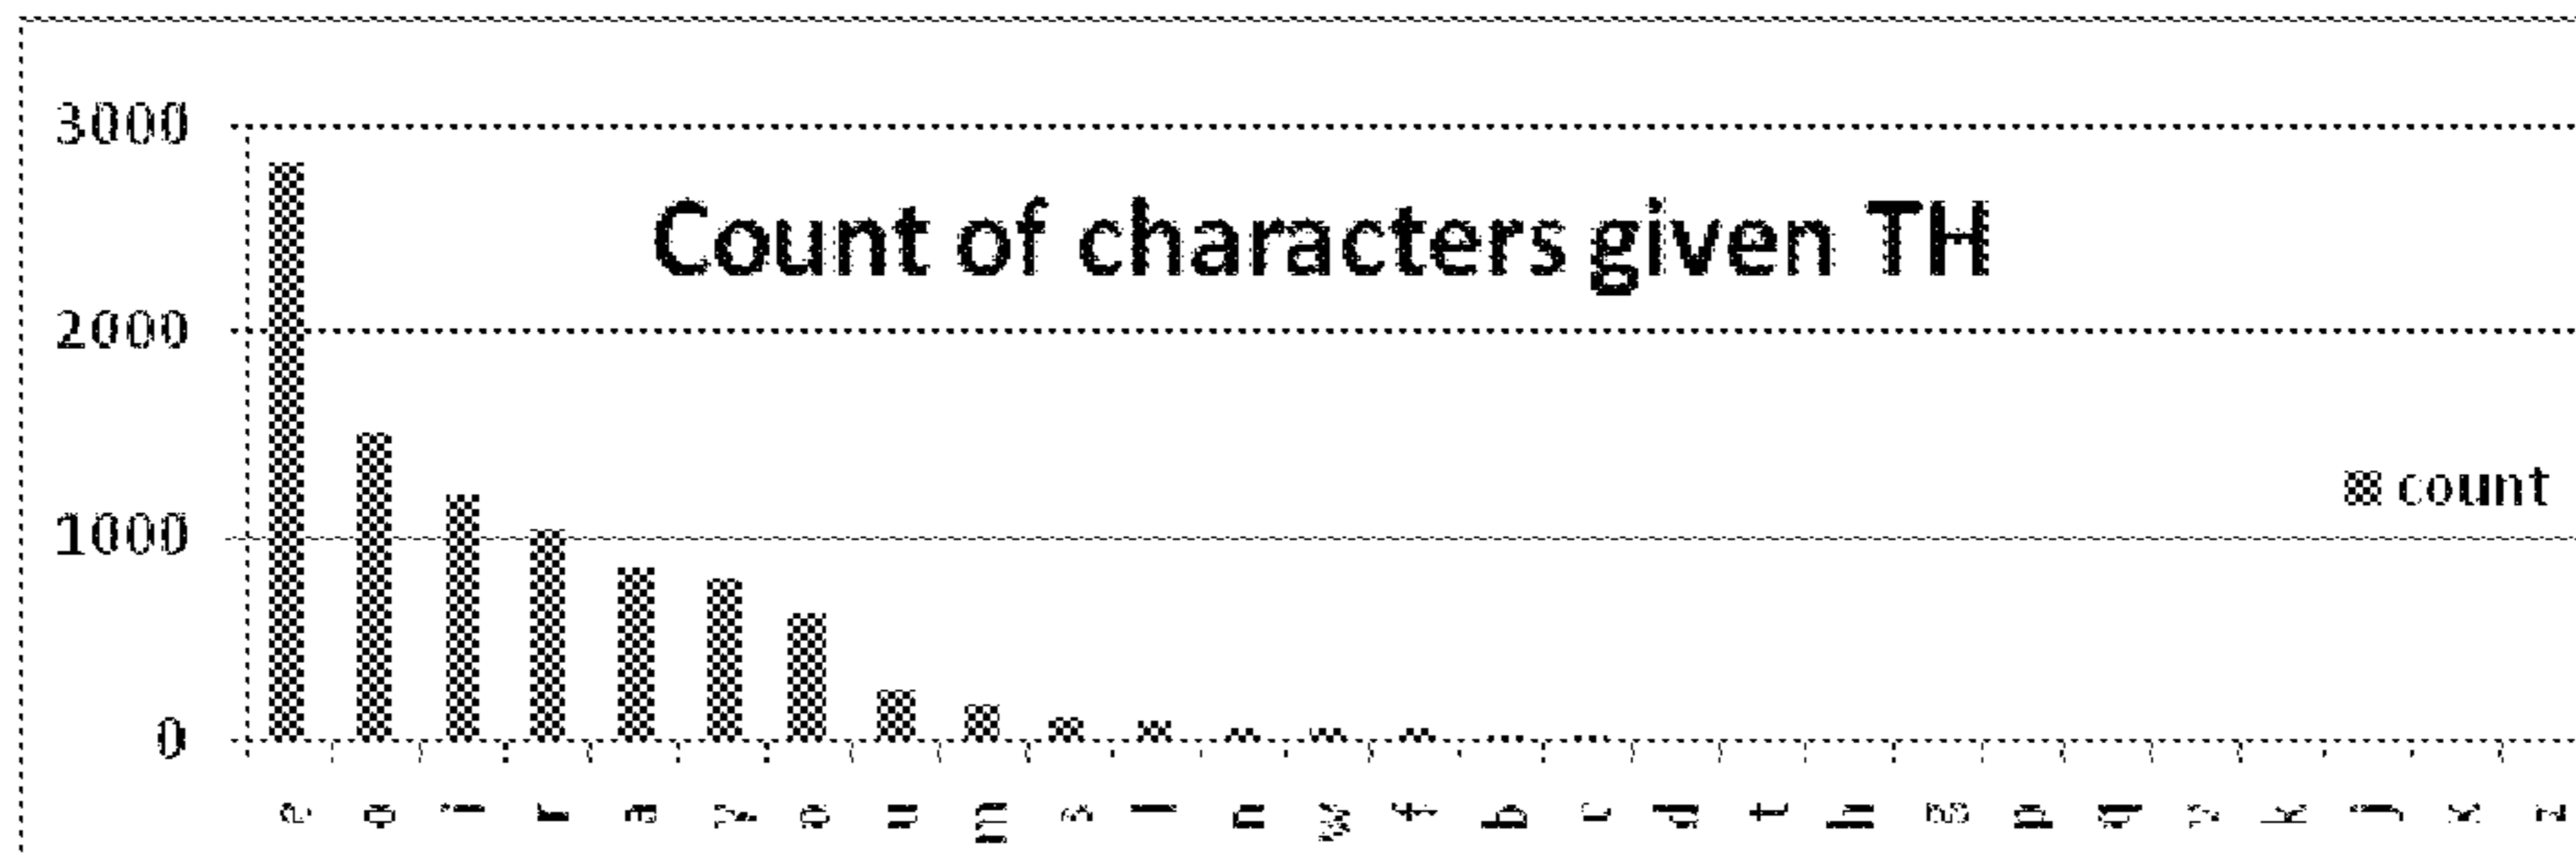 3000
Count of characters given TH
2000
count
1000
0
e o i r a y o u m s l n w f b c d t h g p q v k j x z